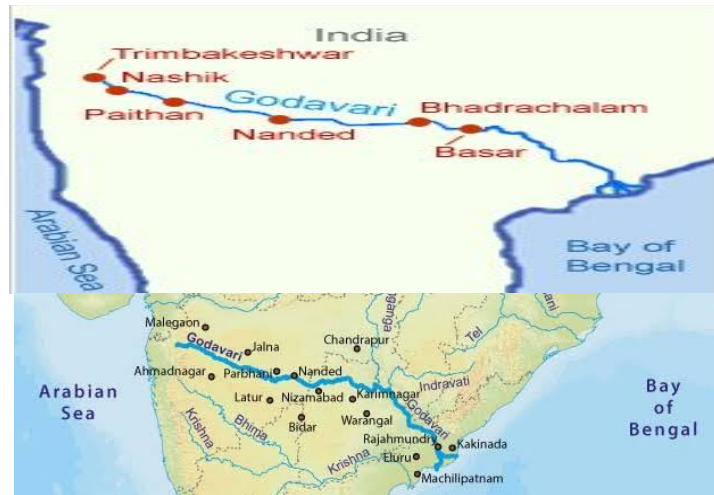 India
Trimbakeshwar
Nashik
Paithan
Godavari
Nanded
Bhadrachalam
Basar
Arabian Sea
Bay of
Bengal
Malegaon
Godavari
Jalna
Chandrapur
Tel
Ahmadnagar
Parbhani
Nanded
Indravati
Arabian
Sea
Bay
of
Bengal
Latur
Nizamabad
Karimnagar
Godavari
Krishna
Bhima
Bidar
Warangal
Rajahmundry
Kakinada
Krishna
Eluru
Machilipatnam